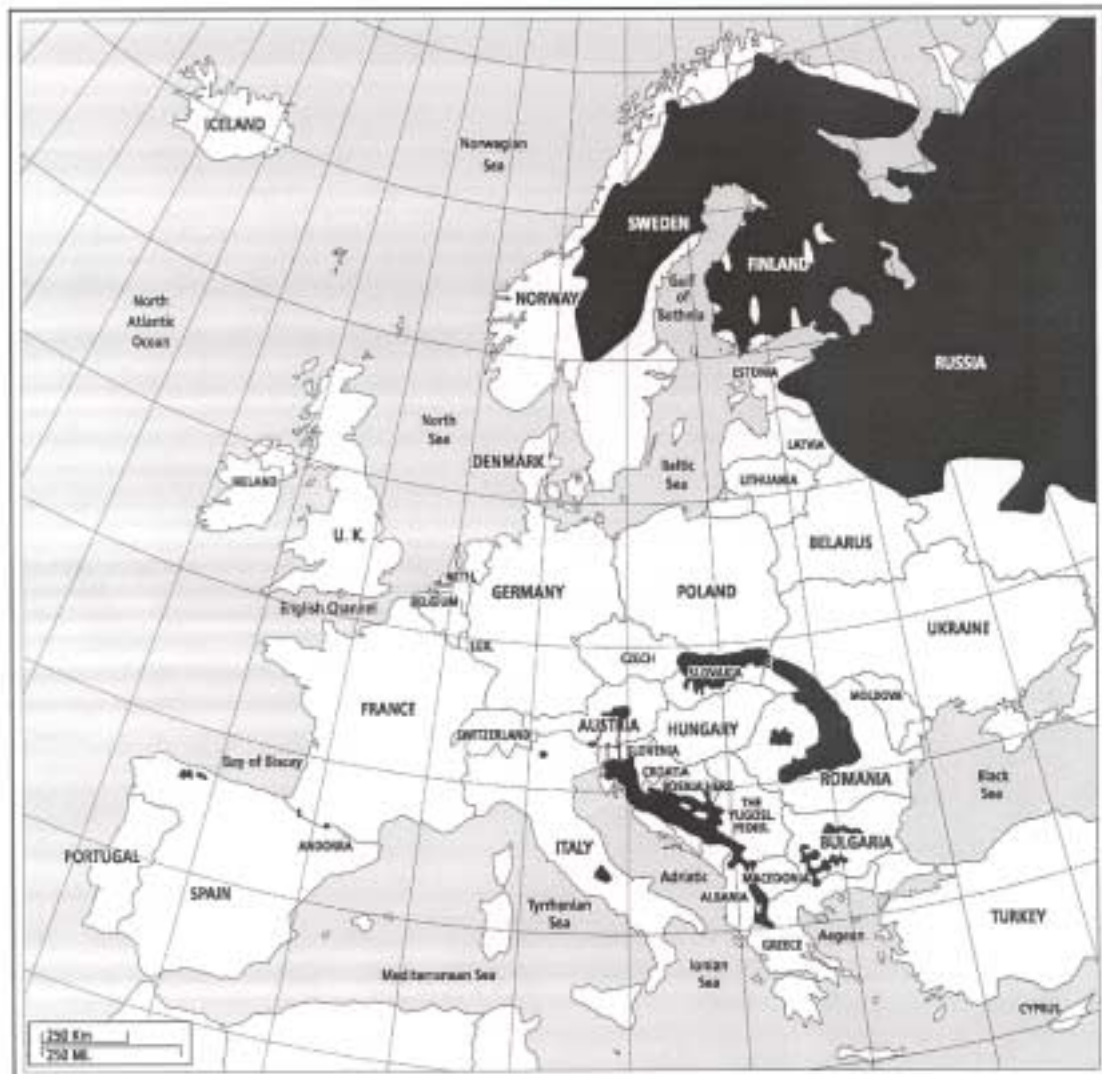 ICELAND
Norwegian
Sea
SWEDEN
FINLAND
NORWAY
Gulf
of
Bothnia
North
Atlantic
Ocean
RUSSIA
ESTONIA
North
Sea
LATVIA
DENMARK
Baltic
Sea
LITHUANIA
IRELAND
U. K.
BELARUS
NETH.
BELGIUM
GERMANY
POLAND
English Channel
UKRAINE
LUX.
CZECH
SLOVAKIA
MOLDOVA
FRANCE
AUSTRIA
HUNGARY
SWITZERLAND
SLOVENIA
Bay of Biscay
CROATIA
ROMANIA
BOSNIA HERZ.
Black
Sea
THE
YUGOSL.
FEDER.
ANDORRA
ITALY
BULGARIA
PORTUGAL
SPAIN
Adriatic
MACEDONIA
ALBANIA
Tyrrhenian
Sea
TURKEY
GREECE
Aegean
Mediterranean Sea
Ionian
Sea
CYPRUS
250 Km
250 Mi.